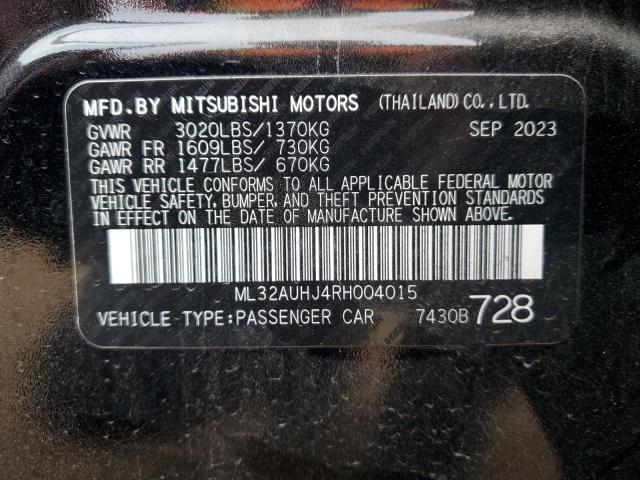 MFD.BY MITSUBISHI MOTORS (THAILAND)CO.,LTD.
GVWR 3020LBS/1370KG SEP 2023
GAWR FR 1609LBS/ 730KG
GAWR RR 1477LBS/ 670KG
THIS VEHICLE CONFORMS TO ALL APPLICABLE FEDERAL MOTOR
VEHICLE SAFETY, BUMPER, AND THEFT PREVENTION STANDARDS
IN EFFECT ON THE DATE OF MANUFACTURE SHOWN ABOVE.
ML32AUHJ4RH004015
VEHICLE TYPE:PASSENGER CAR 7430B 728